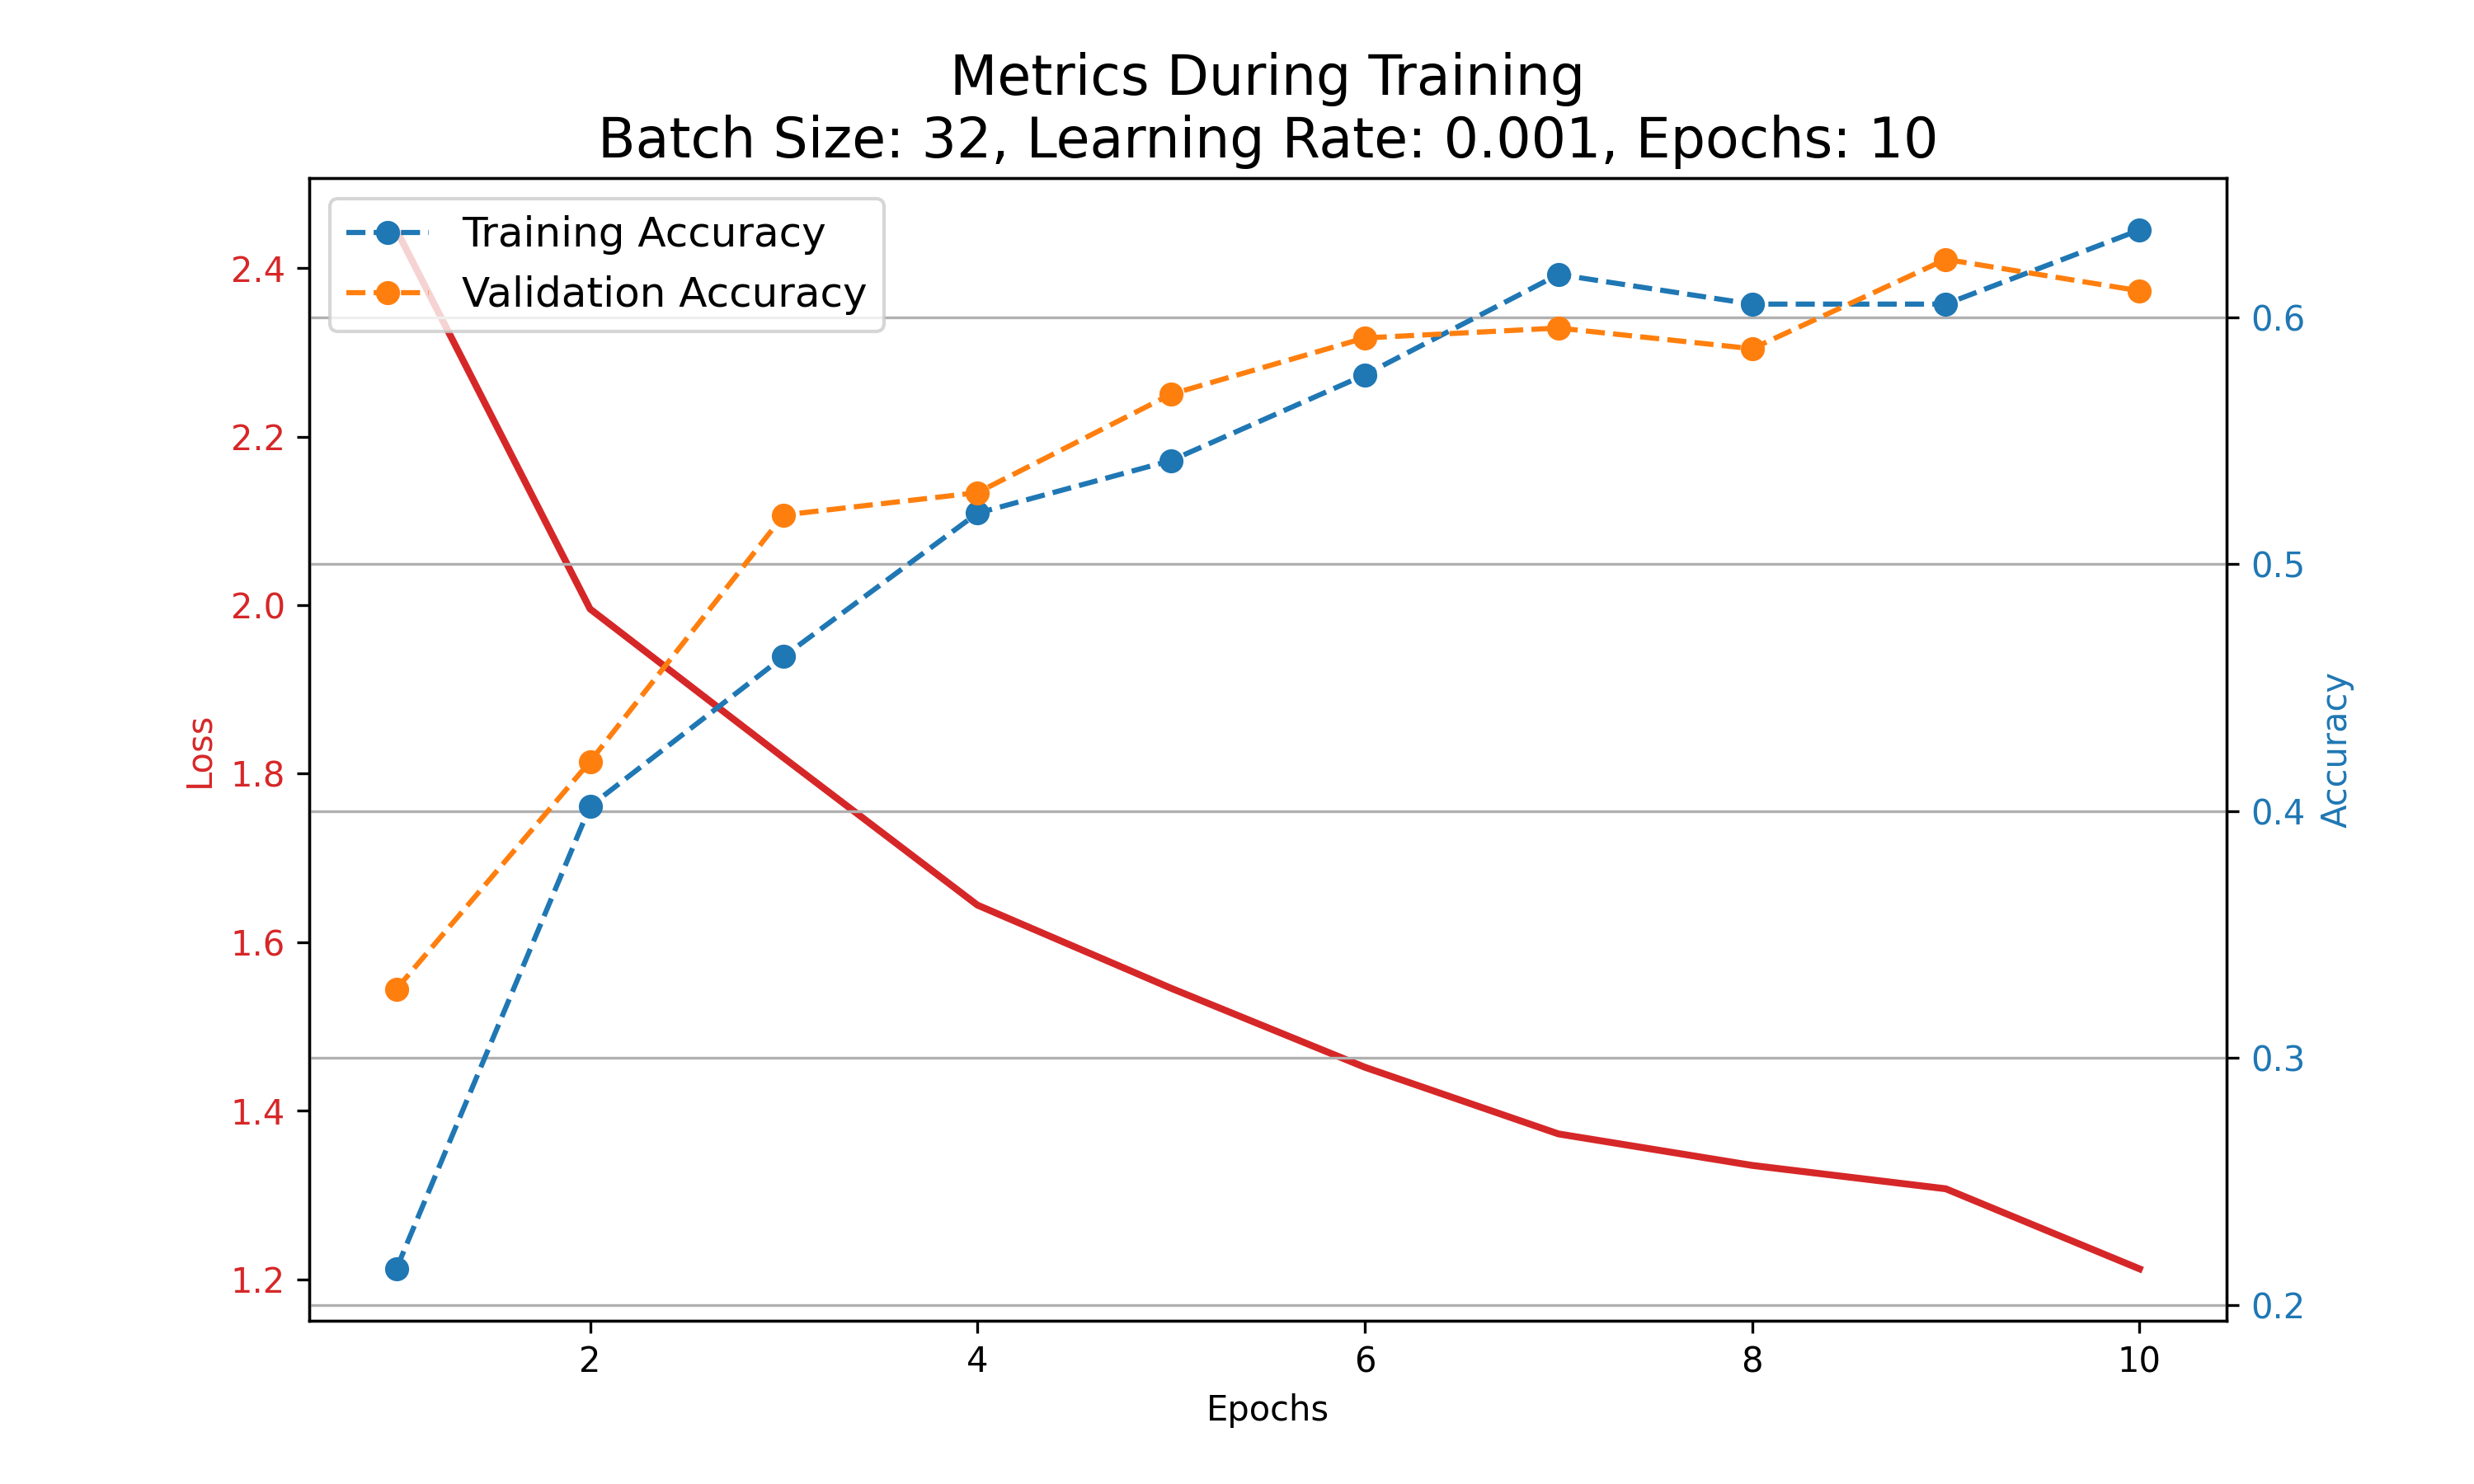 Metrics During Training
Batch Size: 32, Learning Rate: 0.001, Epochs: 10
Training Accuracy
Validation Accuracy
2.4
2.2
2.0
1.8
1.6
1.4
1.2
Loss
0.6
0.5
0.4
0.3
0.2
Accuracy
2 4 6 8 10
Epochs